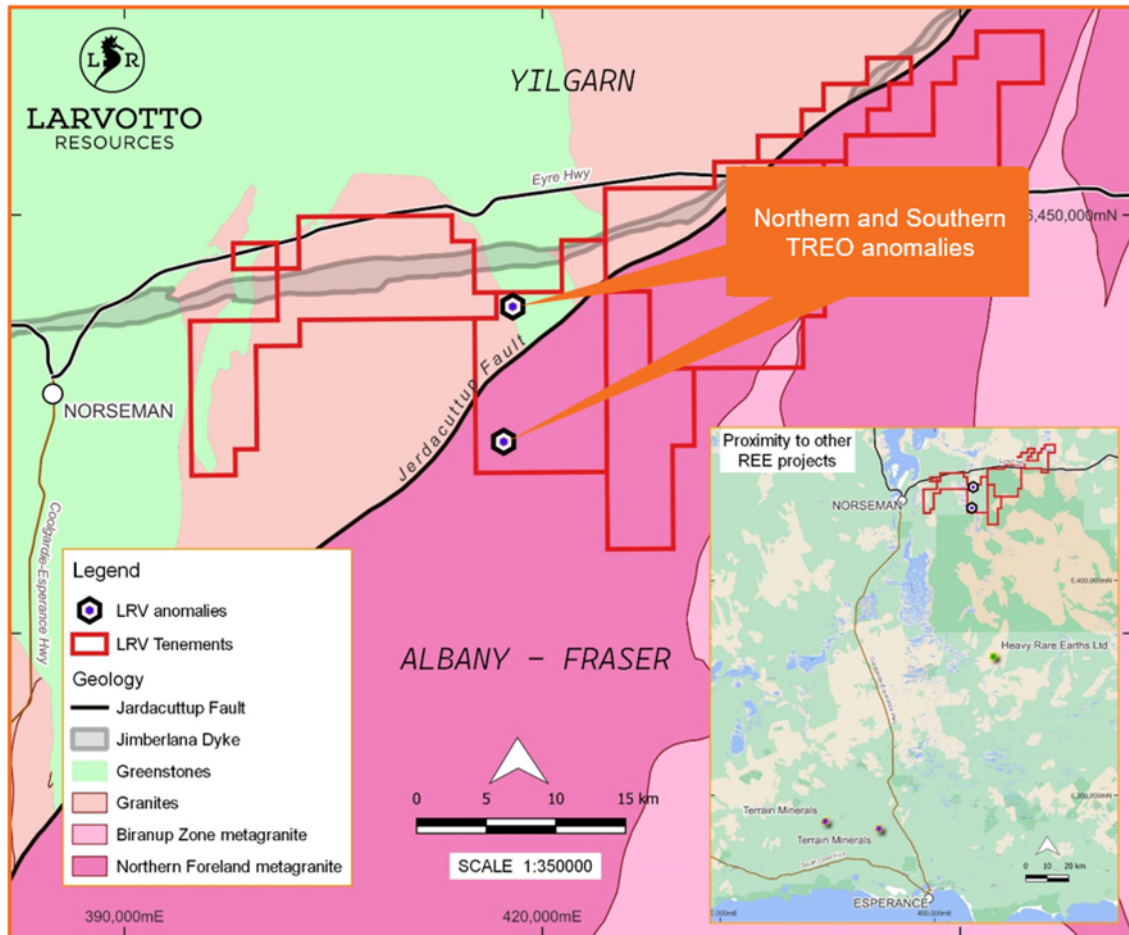 L R
LARVOTTO
RESOURCES
YILGARN
Eyre Hwy
Northern and Southern
TREO anomalies
6,450,000mN
Jerdacuttup Fault
NORSEMAN
Coolgardie-Esperance Hwy
ALBANY - FRASER
Legend
LRV anomalies
LRV Tenements
Geology
Jardacuttup Fault
Jimberlana Dyke
Greenstones
Granites
Biranup Zone metagranite
Northern Foreland metagranite
0 5 10 15 km
SCALE 1:350000
390,000mE
420,000mE
Proximity to other
REE projects
NORSEMAN
Heavy Rare Earths Ltd
Terrain Minerals
Terrain Minerals
0 10 20 km
ESPERANCE